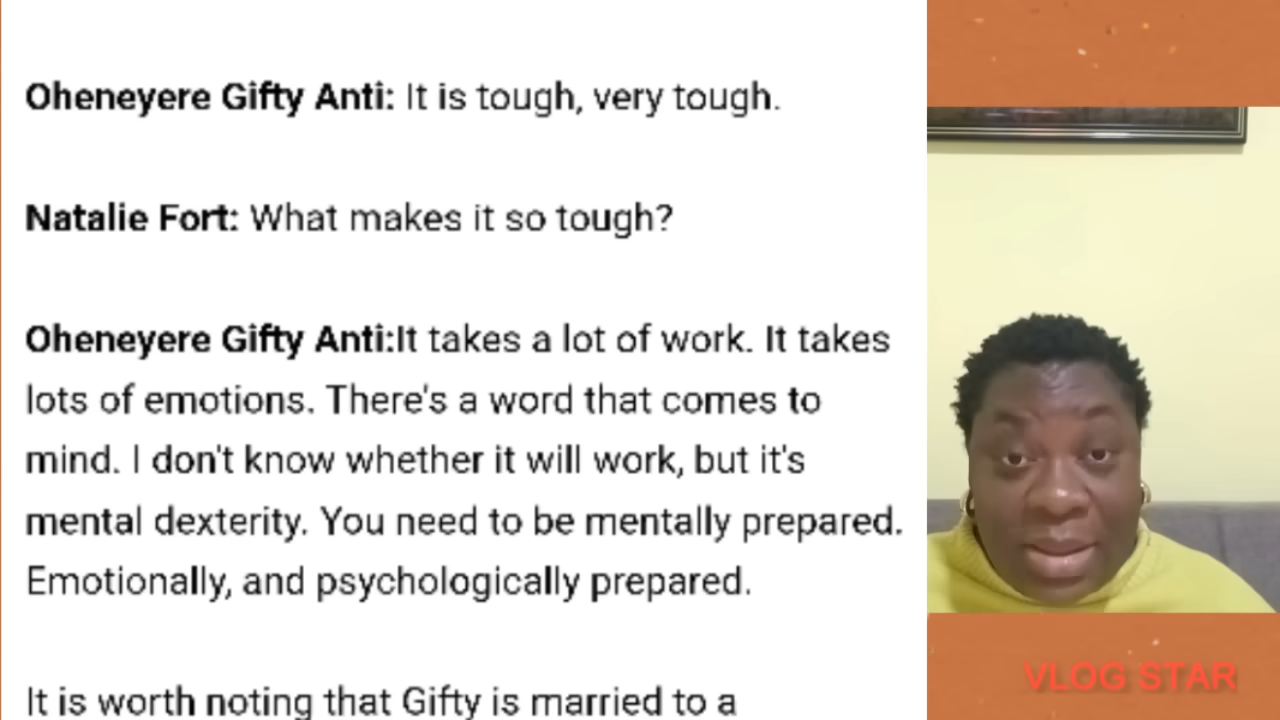 Oheneyere Gifty Anti: It is tough, very tough.
Natalie Fort: What makes it so tough?
Oheneyere Gifty Anti:It takes a lot of work. It takes
lots of emotions. There's a word that comes to
mind. I don't know whether it will work, but it's
mental dexterity. You need to be mentally prepared.
Emotionally, and psychologically prepared.
It is worth noting that Gifty is married to a
VLOG STAR